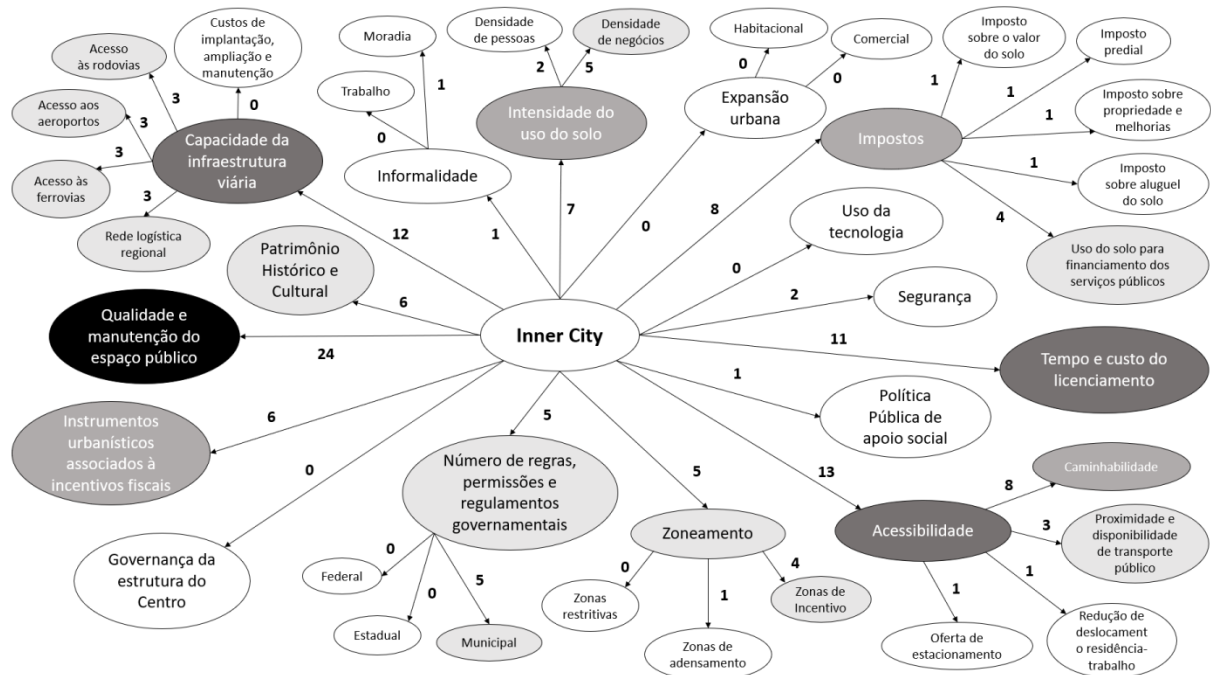 Custos de
implantação,
ampliação e
manutenção
Acesso
às rodovias
Acesso aos
aeroportos
Acesso às
ferrovias
Rede logística
regional
3
0
3
3
3
Capacidade da
infraestrutura
viária
12
Moradia
Trabalho
1
0
Informalidade
1
Densidade
de pessoas
Densidade
de negócios
2
5
Intensidade do
uso do solo
7
Habitacional
Comercial
0
0
Expansão
urbana
0
Imposto
sobre o valor
do solo
Imposto
predial
Imposto sobre
propriedade e
melhorias
Imposto
sobre aluguel
do solo
Uso do solo para
financiamento dos
serviços públicos
1
1
1
1
4
Impostos
8
Uso da
tecnologia
0
Segurança
2
Patrimônio
Histórico e
Cultural
6
Inner City
Qualidade e
manutenção do
espaço público
24
11
Tempo e custo do
licenciamento
1
Política
Pública de
apoio social
Instrumentos
urbanísticos
associados à
incentivos fiscais
6
0
Governança da
estrutura do
Centro
5
Número de regras,
permissões e
regulamentos
governamentais
0
0
5
Federal
Estadual
Municipal
5
Zoneamento
0
1
4
Zonas
restritivas
Zonas de
adensamento
Zonas de
Incentivo
13
Acessibilidade
8
3
1
1
Caminhabilidade
Proximidade e
disponibilidade
de transporte
público
Redução de
deslocament
o residência-
trabalho
Oferta de
estacionamento